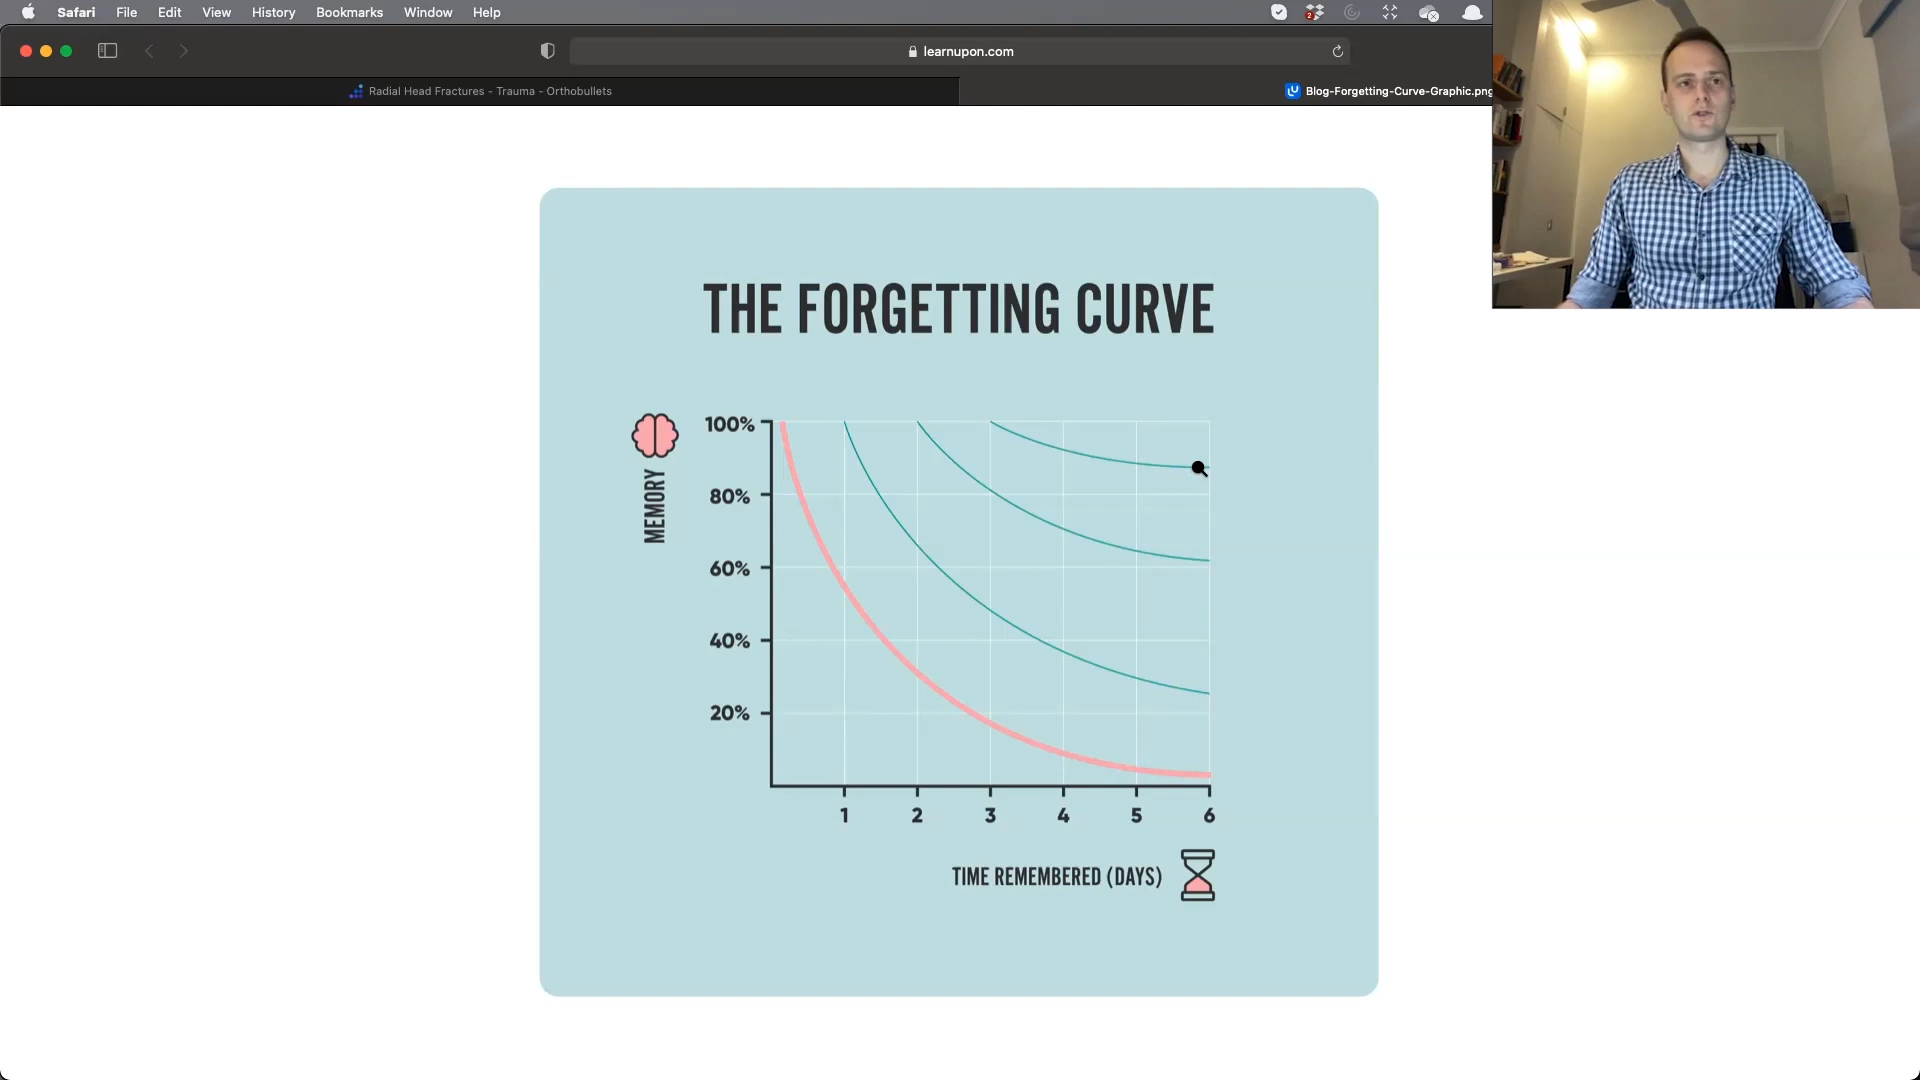 Safari File Edit View History Bookmarks Window Help
2
learnupon.com
Radial Head Fractures - Trauma - Orthobullets
Blog-Forgetting-Curve-Graphic.png
THE FORGETTING CURVE
MEMORY
100%
80%
60%
40%
20%
1 2 3 4 5 6
TIME REMEMBERED (DAYS)